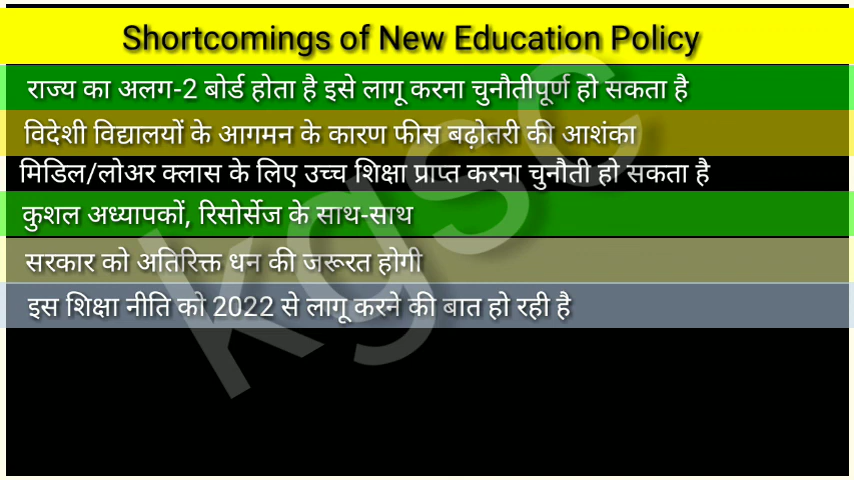 Shortcomings of New Education Policy
राज्य का अलग-2 बोर्ड होता है इसे लागू करना चुनौतीपूर्ण हो सकता है
विदेशी विद्यालयों के आगमन के कारण फीस बढ़ोतरी की आशंका
मिडिल/लोअर क्लास के लिए उच्च शिक्षा प्राप्त करना चुनौती हो सकता है
कुशल अध्यापकों, रिसोर्सेज के साथ-साथ
सरकार को अतिरिक्त धन की जरूरत होगी
इस शिक्षा नीति को 2022 से लागू करने की बात हो रही है
kgsc